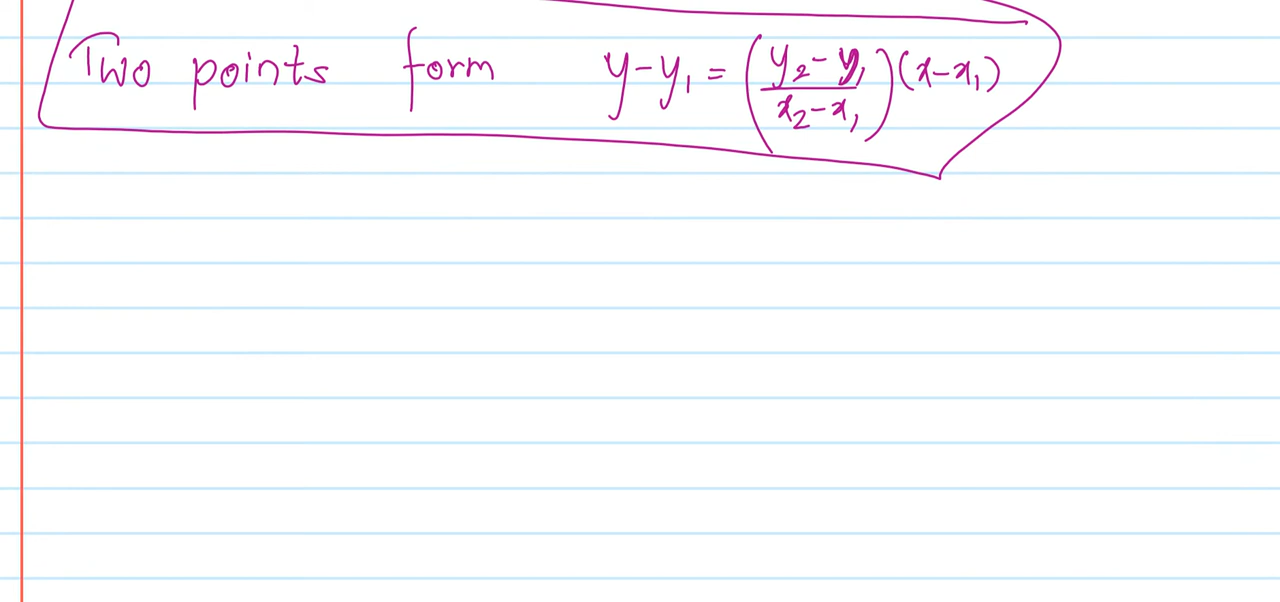 Two points form y-y₁ = (y₂-y₁/x₂-x₁)(x-x₁)